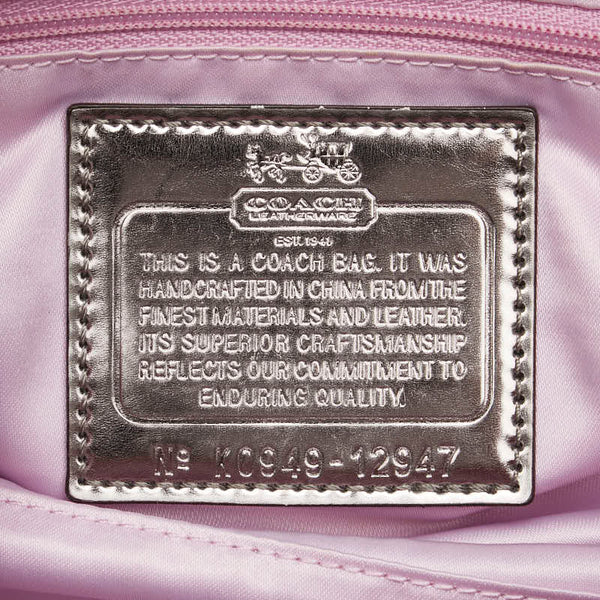 COACH
LEATHERWARE
EST. 1941
THIS IS A COACH BAG. IT WAS
HANDCRAFTED IN CHINA FROM THE
FINEST MATERIALS AND LEATHER.
ITS SUPERIOR CRAFTSMANSHIP
REFLECTS OUR COMMITMENT TO
ENDURING QUALITY.
Nº K0949-12947